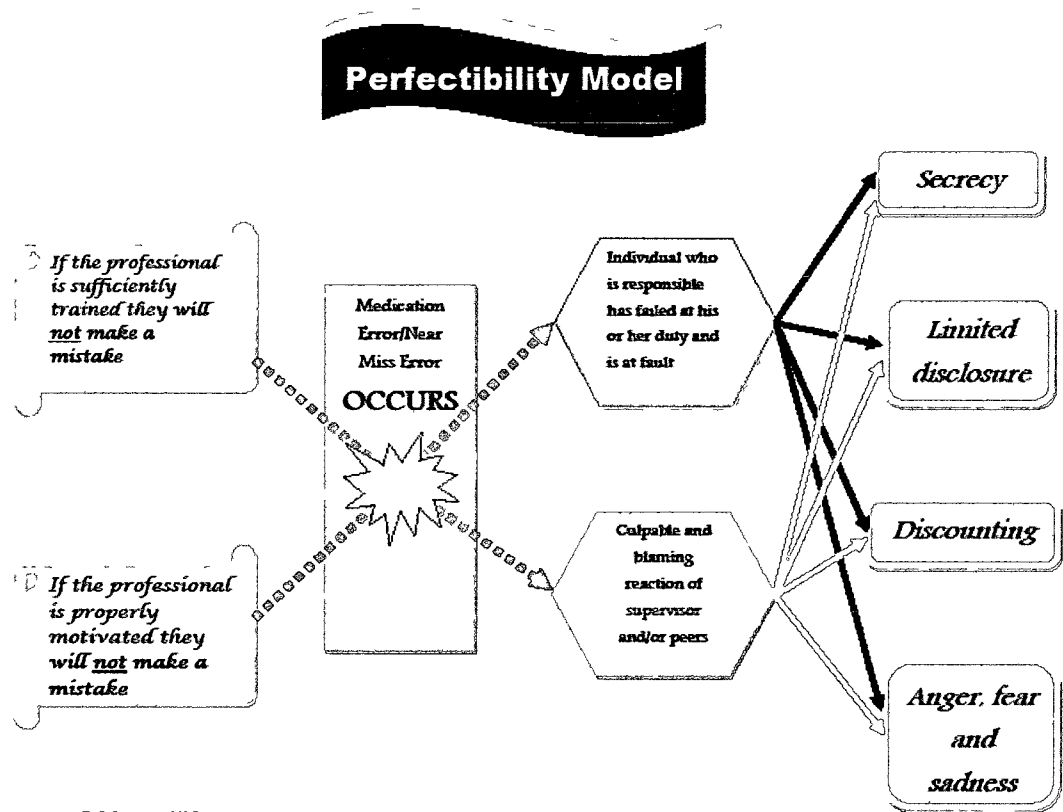 Perfectibility Model
If the professional
is sufficiently
trained they will
not make a
mistake
If the professional
is properly
motivated they
will not make a
mistake
Medication
Error/Near
Miss Error
OCCURS
Individual who
is responsible
has failed at his
or her duty and
is at fault
Culpable and
blaming
reaction of
supervisor
and/or peers
Secrecy
Limited
disclosure
Discounting
Anger, fear
and
sadness